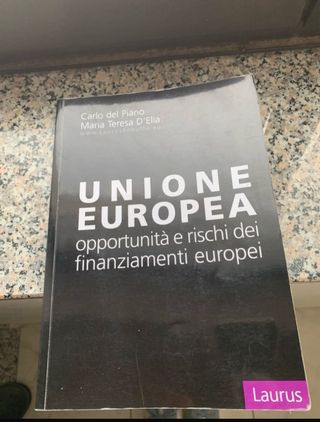 Carlo del Piano
Maria Teresa D'Elia
UNIONE
EUROPEA
opportunità e rischi dei
finanziamenti europei
Laurus